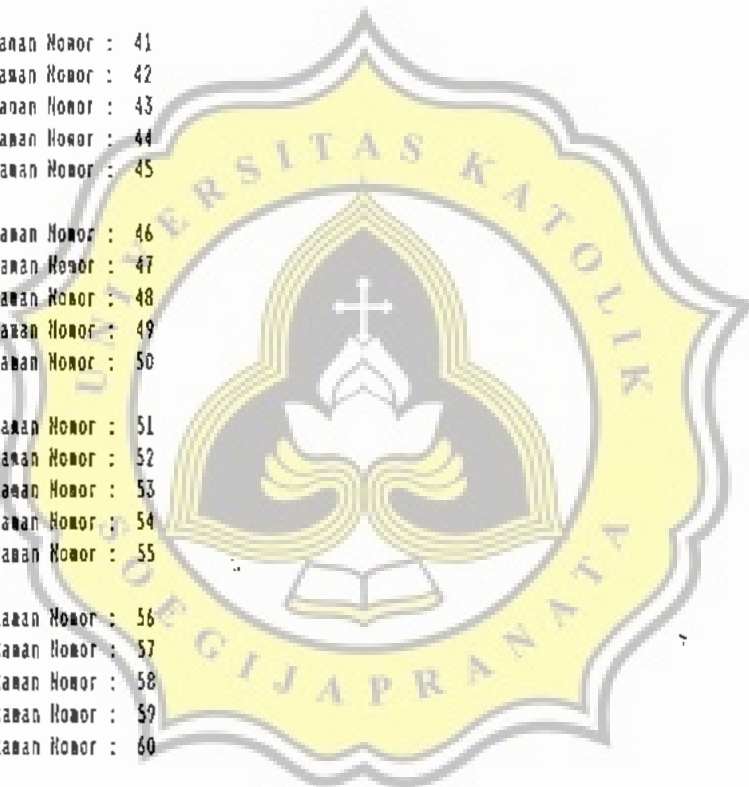 aman Nomor : 41
aman Nomor : 42
aman Nomor : 43
aman Nomor : 44
aman Nomor : 45
aman Nomor : 46
aman Nomor : 47
aman Nomor : 48
aman Nomor : 49
aman Nomor : 50
aman Nomor : 51
aman Nomor : 52
aman Nomor : 53
aman Nomor : 54
aman Nomor : 55
aman Nomor : 56
aman Nomor : 57
aman Nomor : 58
aman Nomor : 59
aman Nomor : 60
UNIVERSITAS KATOLIK
SOEGIJAPRANATA